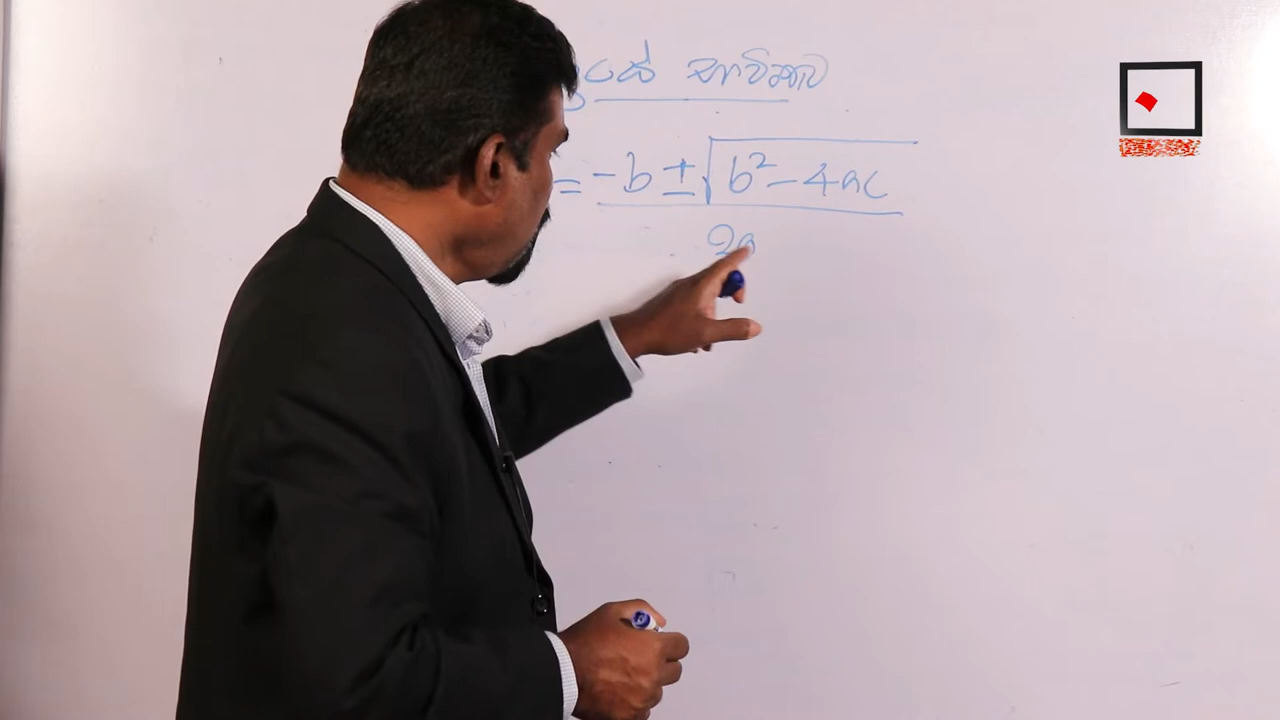 භාවිතාව
= -b ± √b² - 4ac
2a